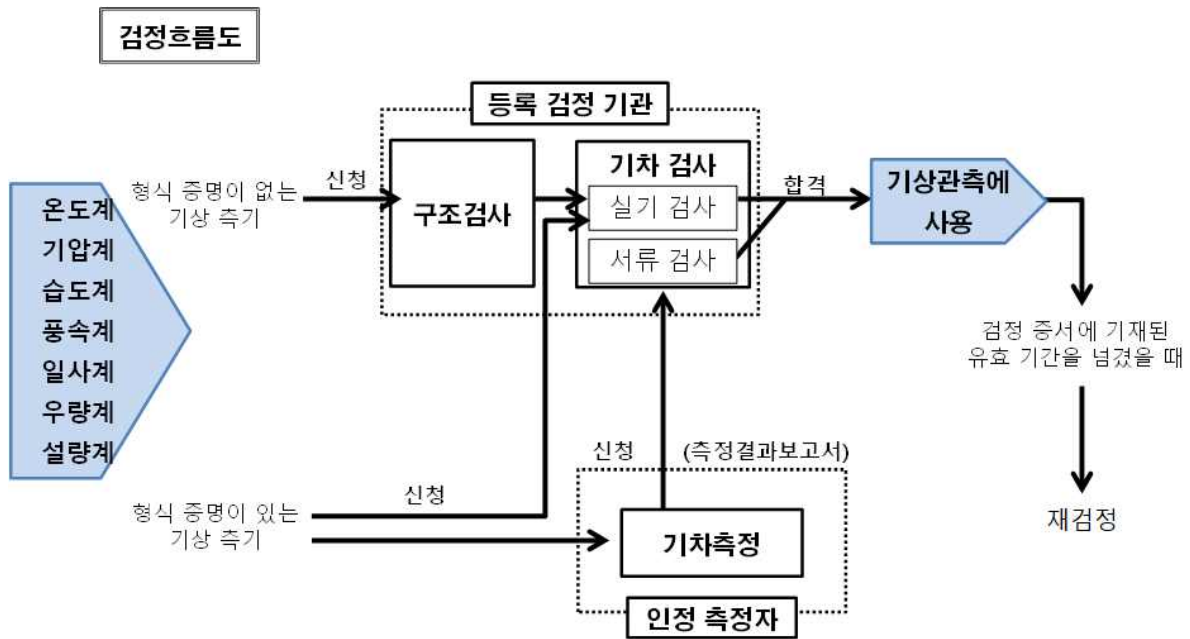 검정흐름도
등록 검정 기관
온도계
기압계
습도계
풍속계
일사계
우량계
설량계
형식 증명이 없는
기상 측기
신청
구조검사
기차 검사
실기 검사
서류 검사
합격
기상관측에
사용
검정 증서에 기재된
유효 기간을 넘겼을 때
재검정
형식 증명이 있는
기상 측기
신청
신청
(측정결과보고서)
기차측정
인정 측정자